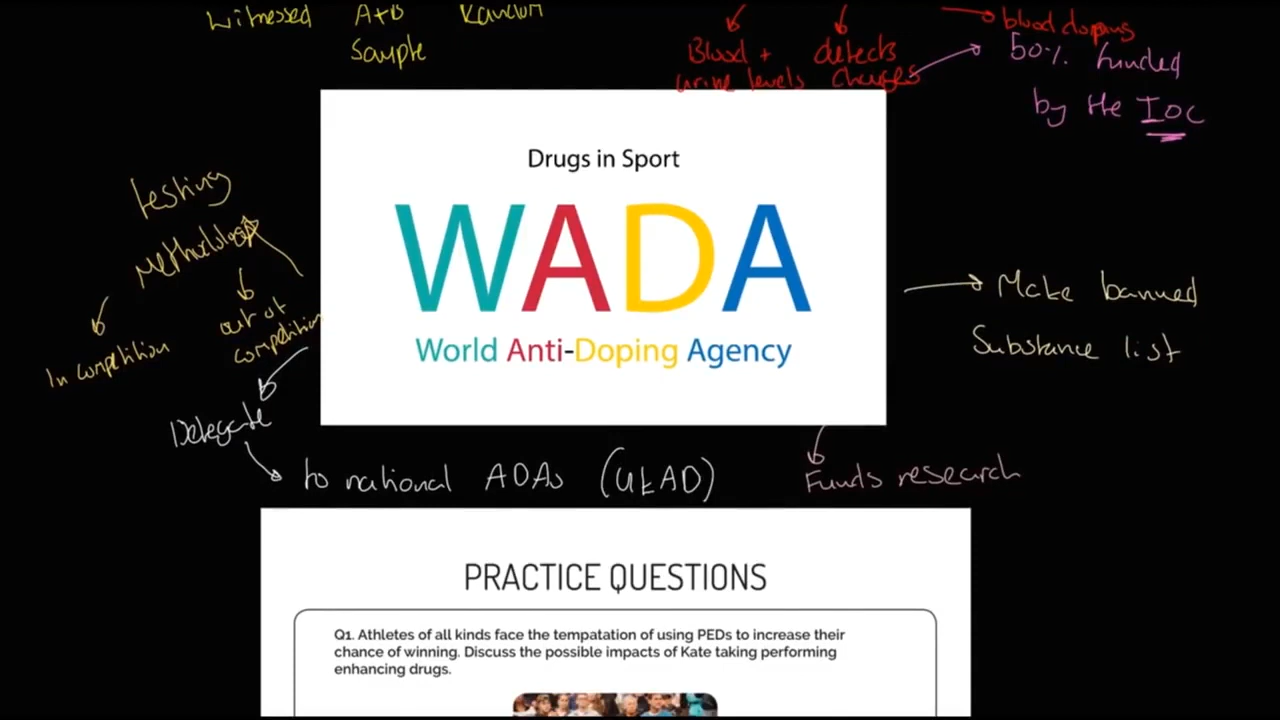 Witnessed A+B Random
Sample
Blood + detects
urine levels changes
blood doping
50% funded
by the IOC
Drugs in Sport
WADA
World Anti-Doping Agency
testing
Methodology
In competition
out of
competition
Delegate
to national ADAs (UKAD)
Make banned
Substance list
Funds research
PRACTICE QUESTIONS
Q1. Athletes of all kinds face the tempatation of using PEDs to increase their
chance of winning. Discuss the possible impacts of Kate taking performing
enhancing drugs.